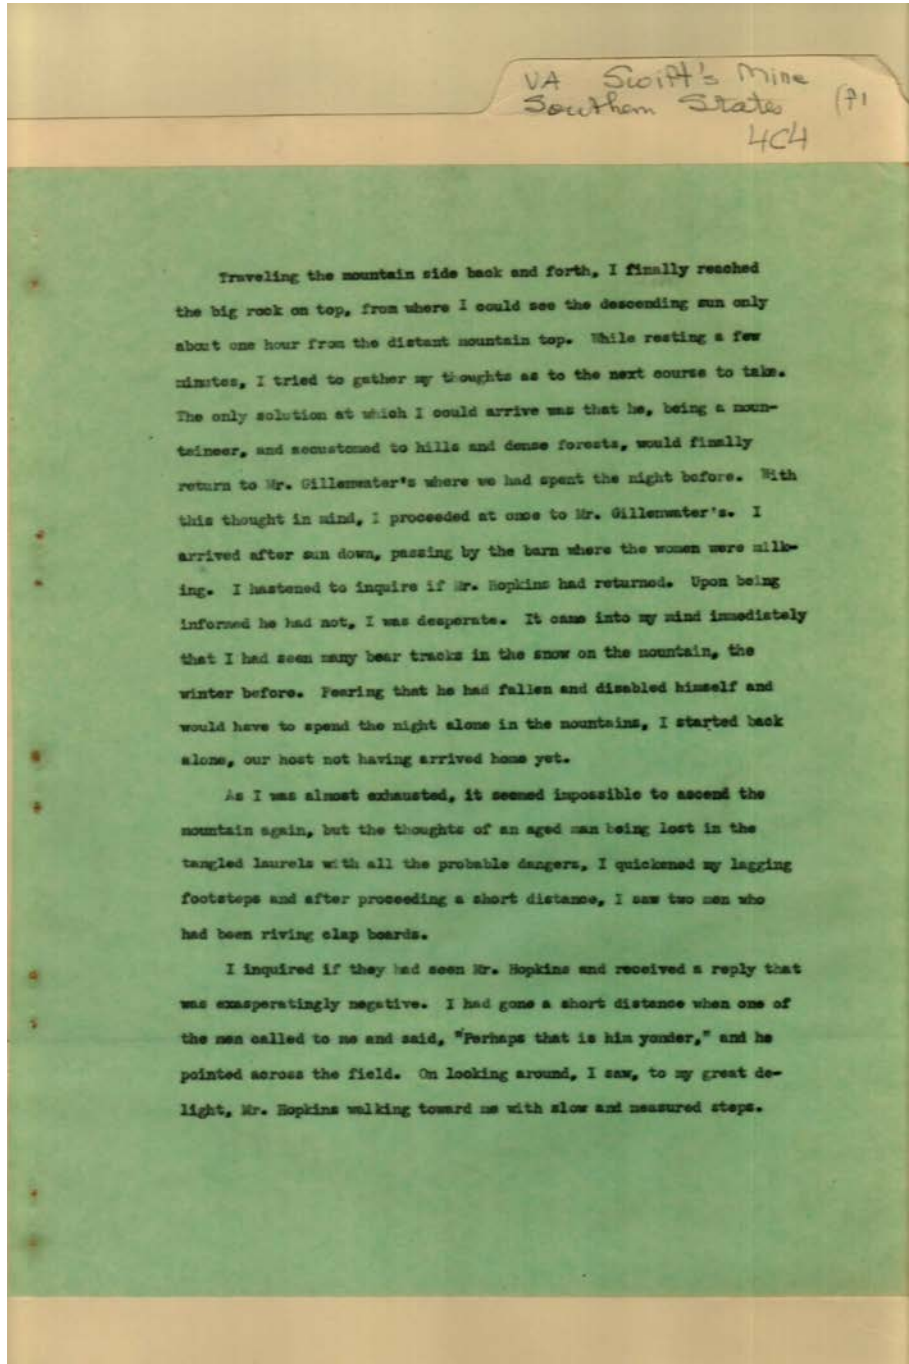 VA Swift's Mine
Southern States (71
4C4
Traveling the mountain side back and forth, I finally reached
the big rock on top, from where I could see the descending sun only
about one hour from the distant mountain top. While resting a few
minutes, I tried to gather my thoughts as to the next course to take.
The only solution at which I could arrive was that he, being a moun-
taineer, and accustomed to hills and dense forests, would finally
return to Mr. Gillenwater's where we had spent the night before. With
this thought in mind, I proceeded at once to Mr. Gillenwater's. I
arrived after sun down, passing by the barn where the women were milk-
ing. I hastened to inquire if Mr. Hopkins had returned. Upon being
informed he had not, I was desperate. It came into my mind immediately
that I had seen many bear tracks in the snow on the mountain, the
winter before. Fearing that he had fallen and disabled himself and
would have to spend the night alone in the mountains, I started back
alone, our host not having arrived home yet.
As I was almost exhausted, it seemed impossible to ascend the
mountain again, but the thoughts of an aged man being lost in the
tangled laurels with all the probable dangers, I quickened my lagging
footsteps and after proceeding a short distance, I saw two men who
had been riving clap boards.
I inquired if they had seen Mr. Hopkins and received a reply that
was exasperatingly negative. I had gone a short distance when one of
the men called to me and said, "Perhaps that is him yonder," and he
pointed across the field. On looking around, I saw, to my great de-
light, Mr. Hopkins walking toward me with slow and measured steps.